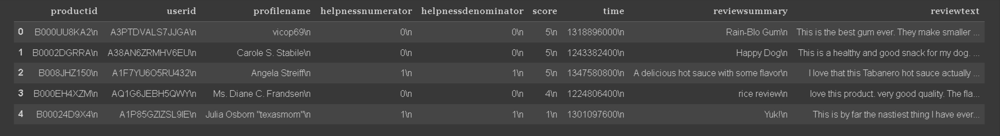 productid userid profilename helpnessnumerator helpnessdenominator score time reviewsummary reviewtext
0 B000UU8KA2\n A3PTDVALS7JJGA\n vicop69\n 0\n 0\n 5\n 1318896000\n Rain-Blo Gum\n This is the best gum ever. They make smaller ...
1 B0002DGRRA\n A38AN6ZRMHV6EU\n Carole S. Stabile\n 0\n 0\n 5\n 1243382400\n Happy Dog\n This is a healthy and good snack for my dog. ...
2 B008JHZ150\n A1F7YU6O5RU432\n Angela Streiff\n 1\n 1\n 5\n 1347580800\n A delicious hot sauce with some flavor\n I love that this Tabanero hot sauce actually ...
3 B000EH4XZM\n AQ1G6JEBH5QWY\n Ms. Diane C. Frandsen\n 0\n 0\n 4\n 1224806400\n rice review\n love this product. very good quality. The fla...
4 B00024D9X4\n A1P85GZIZSL9IE\n Julia Osborn "texasmom"\n 1\n 1\n 1\n 1301097600\n Yuk!\n This is by far the nastiest thing I have ever...